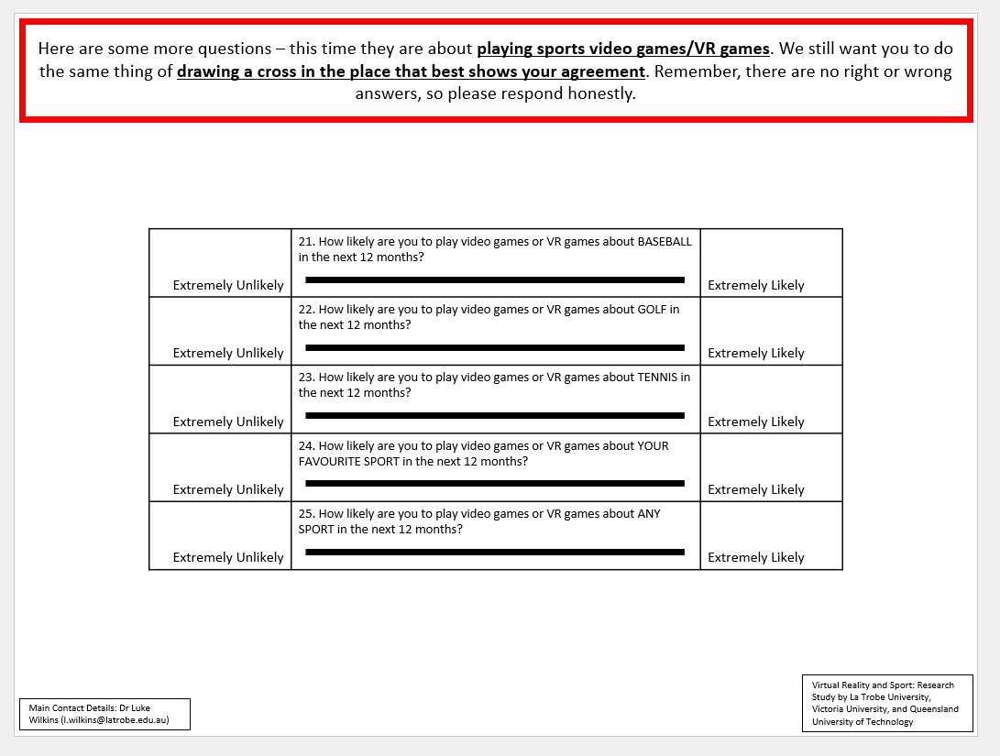 Here are some more questions – this time they are about playing sports video games/VR games. We still want you to do
the same thing of drawing a cross in the place that best shows your agreement. Remember, there are no right or wrong
answers, so please respond honestly.
21. How likely are you to play video games or VR games about BASEBALL
in the next 12 months?
Extremely Unlikely
Extremely Likely
22. How likely are you to play video games or VR games about GOLF in
the next 12 months?
Extremely Unlikely
Extremely Likely
23. How likely are you to play video games or VR games about TENNIS in
the next 12 months?
Extremely Unlikely
Extremely Likely
24. How likely are you to play video games or VR games about YOUR
FAVOURITE SPORT in the next 12 months?
Extremely Unlikely
Extremely Likely
25. How likely are you to play video games or VR games about ANY
SPORT in the next 12 months?
Extremely Unlikely
Extremely Likely
Main Contact Details: Dr Luke
Wilkins (l.wilkins@latrobe.edu.au)
Virtual Reality and Sport: Research
Study by La Trobe University,
Victoria University, and Queensland
University of Technology